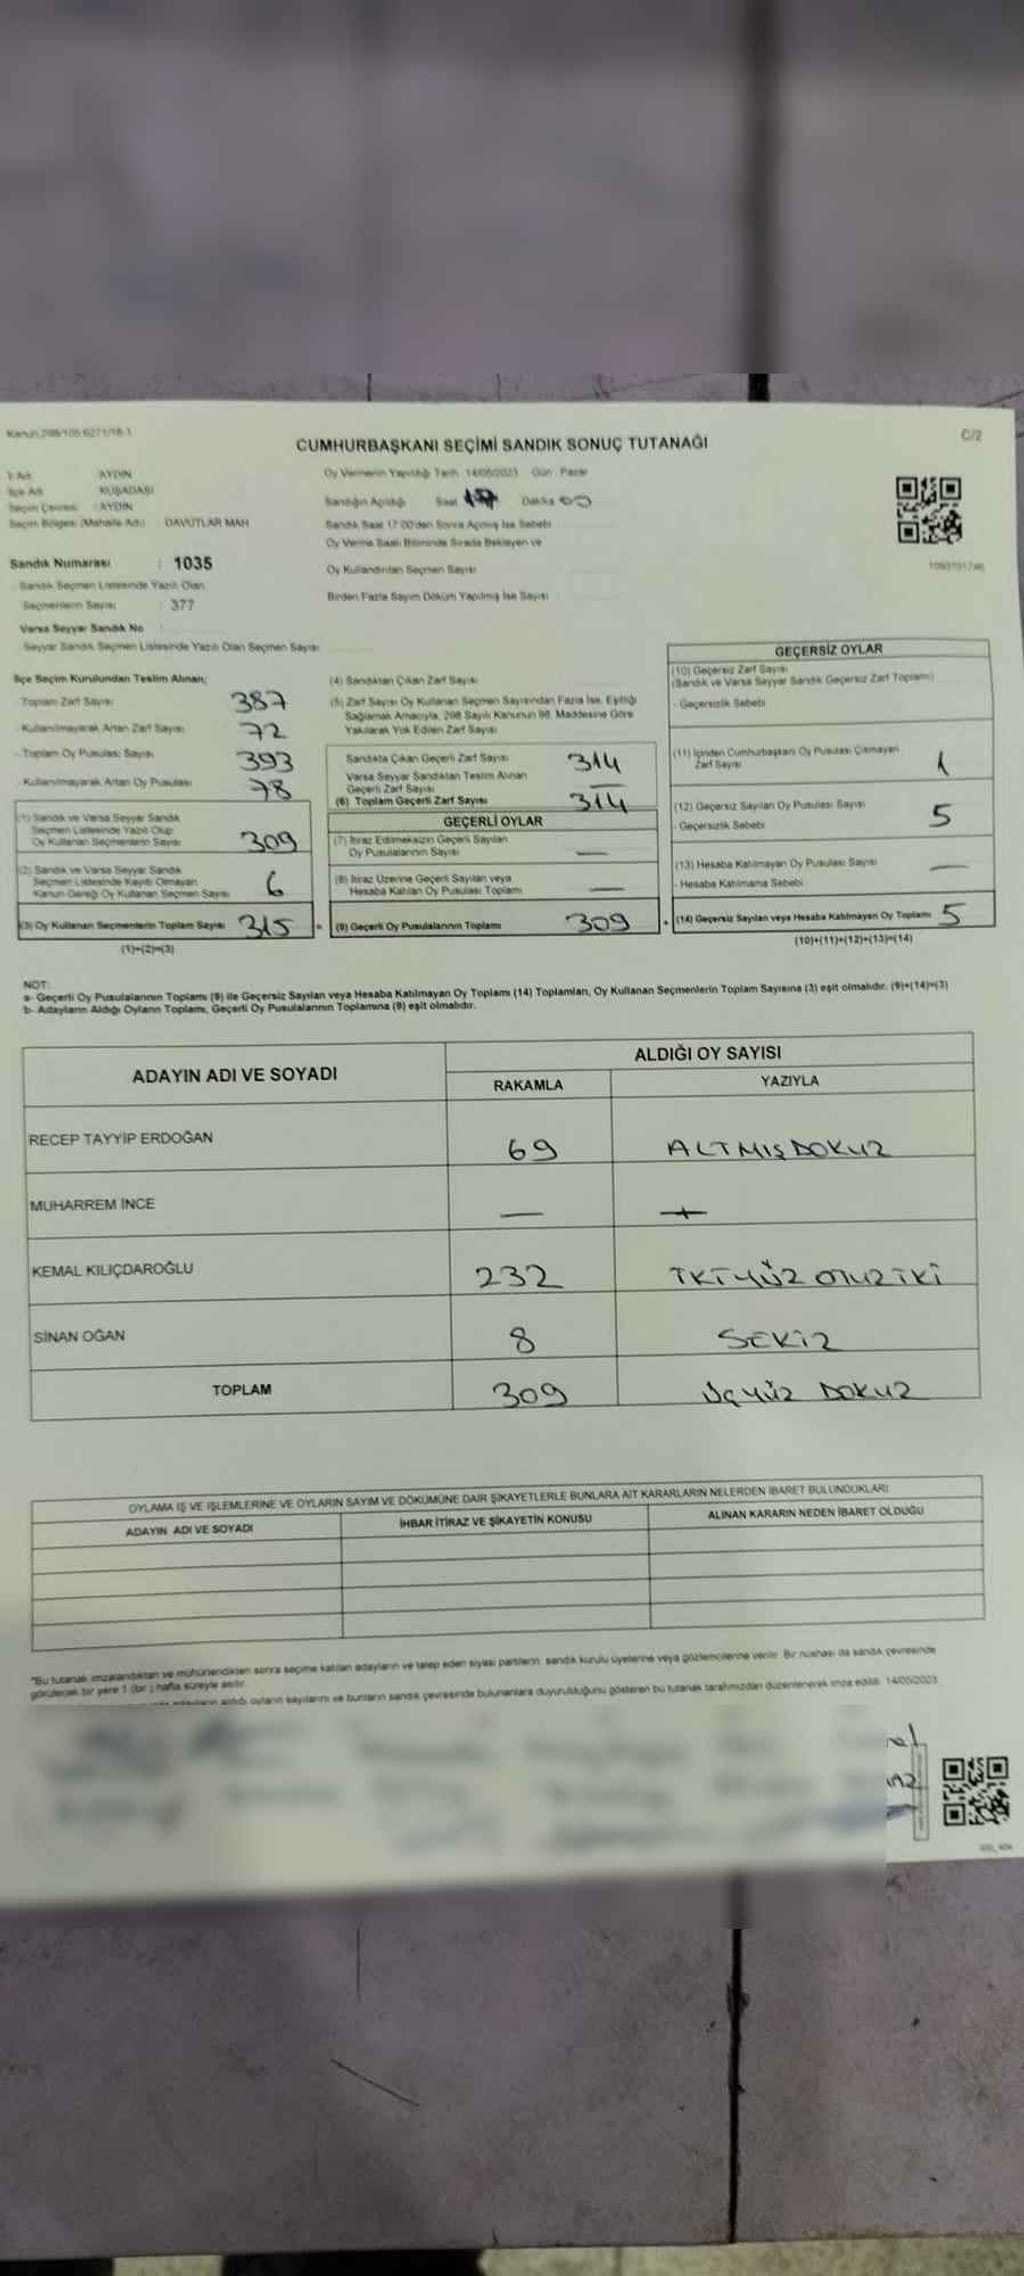 Kanun:298/105;6271/18-1
C/2
CUMHURBAŞKANI SEÇİMİ SANDIK SONUÇ TUTANAĞI
İl Adı : AYDIN
İlçe Adı : KUŞADASI
Seçim Çevresi : AYDIN
Seçim Bölgesi (Mahalle Adı) : DAVUTLAR MAH
Sandık Numarası : 1035
- Sandık Seçmen Listesinde Yazılı Olan
Seçmenlerin Sayısı : 377
Varsa Seyyar Sandık No
- Seyyar Sandık Seçmen Listesinde Yazılı Olan Seçmen Sayısı
Oy Vermenin Yapıldığı Tarih: 14/05/2023 Gün : Pazar
Sandığın Açıldığı Saat 17 Dakika 00
Sandık Saat 17:00'den Sonra Açılmış İse Sebebi
Oy Verme Saati Bitiminde Sırada Bekleyen ve
Oy Kullandırılan Seçmen Sayısı
Birden Fazla Sayım Döküm Yapılmış İse Sayısı
İlçe Seçim Kurulundan Teslim Alınan;
- Toplam Zarf Sayısı 387
- Kullanılmayarak Artan Zarf Sayısı 72
- Toplam Oy Pusulası Sayısı 393
- Kullanılmayarak Artan Oy Pusulası 78
(1) Sandık ve Varsa Seyyar Sandık
Seçmen Listesinde Yazılı Olup
Oy Kullanan Seçmenlerin Sayısı 309
(2) Sandık ve Varsa Seyyar Sandık
Seçmen Listesinde Kayıtlı Olmayan
Kanun Gereği Oy Kullanan Seçmen Sayısı 6
(3) Oy Kullanan Seçmenlerin Toplam Sayısı 315
(1)+(2)=(3)
(4) Sandıktan Çıkan Zarf Sayısı
(5) Zarf Sayısı Oy Kullanan Seçmen Sayısından Fazla İse, Eşitliği
Sağlamak Amacıyla, 298 Sayılı Kanunun 98. Maddesine Göre
Yakılarak Yok Edilen Zarf Sayısı
Sandıkta Çıkan Geçerli Zarf Sayısı 314
Varsa Seyyar Sandıktan Teslim Alınan
Geçerli Zarf Sayısı —
(6) Toplam Geçerli Zarf Sayısı 314
GEÇERLİ OYLAR
(7) İtiraz Edilmeksizin Geçerli Sayılan
Oy Pusulalarının Sayısı —
(8) İtiraz Üzerine Geçerli Sayılan veya
Hesaba Katılan Oy Pusulası Toplamı —
= (9) Geçerli Oy Pusulalarının Toplamı 309
GEÇERSİZ OYLAR
(10) Geçersiz Zarf Sayısı
(Sandık ve Varsa Seyyar Sandık Geçersiz Zarf Toplamı)
- Geçersizlik Sebebi
(11) İçinden Cumhurbaşkanı Oy Pusulası Çıkmayan
Zarf Sayısı 1
(12) Geçersiz Sayılan Oy Pusulası Sayısı 5
- Geçersizlik Sebebi
(13) Hesaba Katılmayan Oy Pusulası Sayısı —
- Hesaba Katılmama Sebebi
+ (14) Geçersiz Sayılan veya Hesaba Katılmayan Oy Toplamı 5
(10)+(11)+(12)+(13)=(14)
NOT:
a- Geçerli Oy Pusulalarının Toplamı (9) ile Geçersiz Sayılan veya Hesaba Katılmayan Oy Toplamı (14) Toplamları, Oy Kullanan Seçmenlerin Toplam Sayısına (3) eşit olmalıdır. (9)+(14)=(3)
b- Adayların Aldığı Oyların Toplamı, Geçerli Oy Pusulalarının Toplamına (9) eşit olmalıdır.
ADAYIN ADI VE SOYADI
ALDIĞI OY SAYISI
RAKAMLA YAZIYLA
RECEP TAYYİP ERDOĞAN 69 ALTMIŞDOKUZ
MUHARREM İNCE — —
KEMAL KILIÇDAROĞLU 232 İKİYÜZ OTUZ İKİ
SİNAN OĞAN 8 SEKİZ
TOPLAM 309 ÜÇYÜZ DOKUZ
OYLAMA İŞ VE İŞLEMLERİNE VE OYLARIN SAYIM VE DÖKÜMÜNE DAİR ŞİKAYETLERLE BUNLARA AİT KARARLARIN NELERDEN İBARET BULUNDUKLARI
ADAYIN ADI VE SOYADI İHBAR İTİRAZ VE ŞİKAYETİN KONUSU ALINAN KARARIN NEDEN İBARET OLDUĞU
"Bu tutanak imzalandıktan ve mühürlendikten sonra seçime katılan adayların ve talep eden siyasi partilerin sandık kurulu üyelerine veya gözlemcilerine verilir. Bir nüshası da sandık çevresinde
görülecek bir yere 1 (bir) hafta süreyle asılır.
adayların aldığı oyların sayılarını ve bunların sandık çevresinde bulunanlara duyurulduğunu gösteren bu tutanak tarafımızdan düzenlenerek imza edildi. 14/05/2023